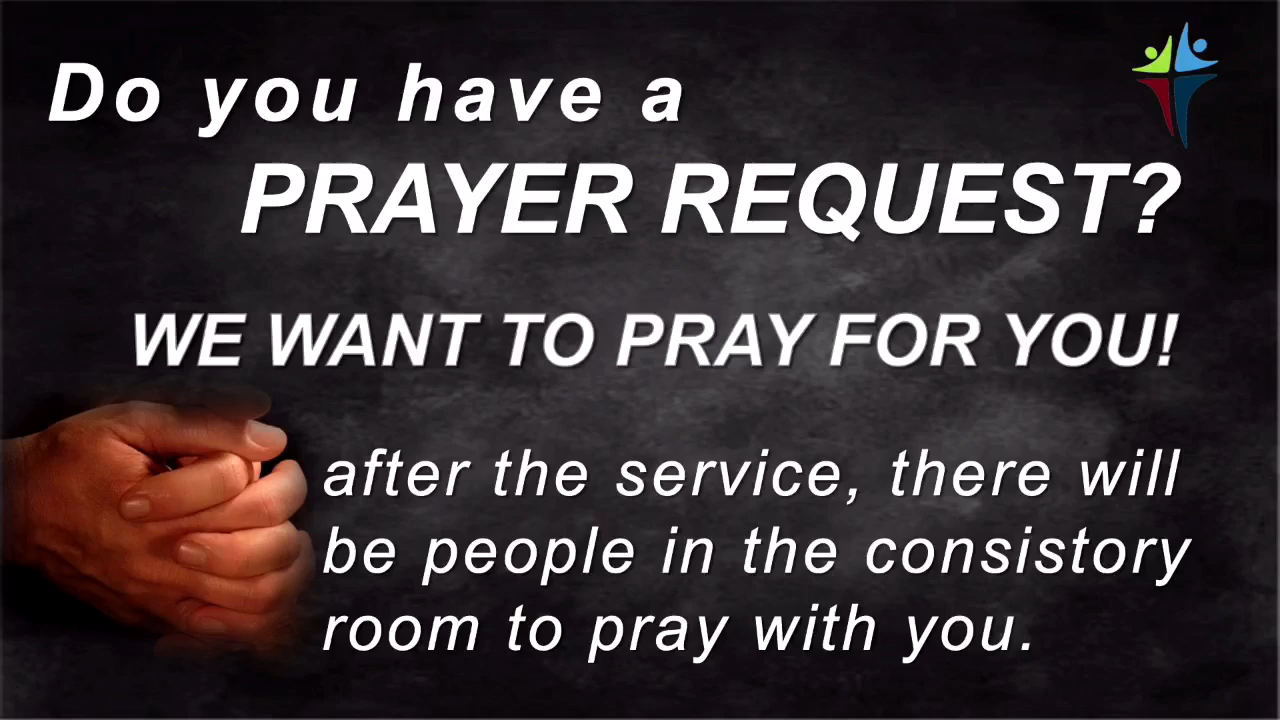 Do you have a
PRAYER REQUEST?
WE WANT TO PRAY FOR YOU!
after the service, there will
be people in the consistory
room to pray with you.